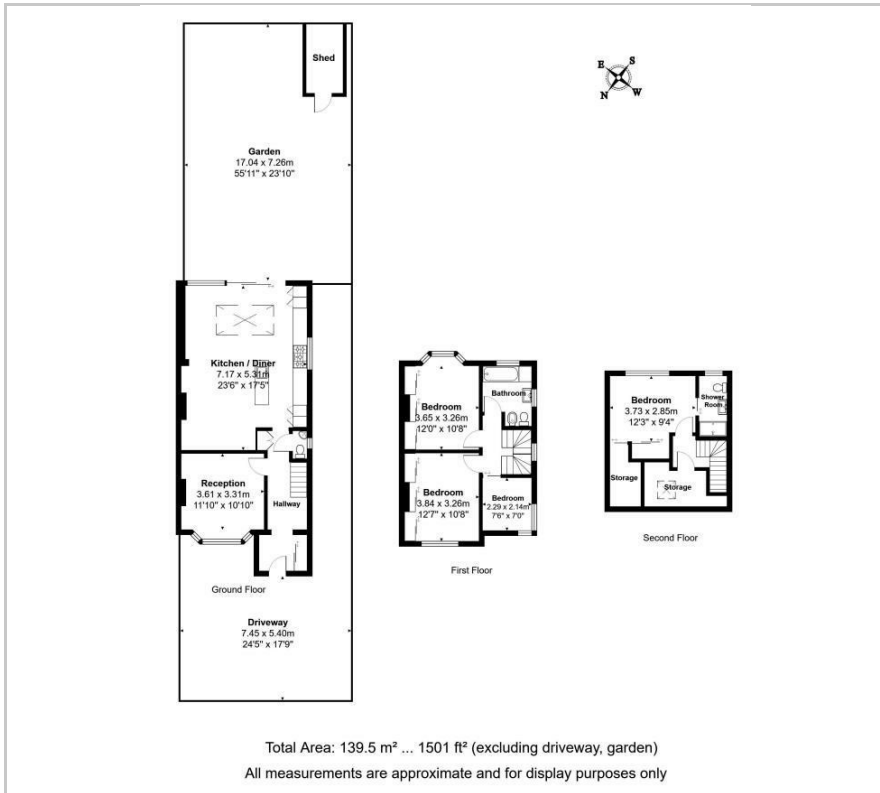 Shed
E S
N W
Garden
17.04 x 7.26m
55'11" x 23'10"
Kitchen / Diner
7.17 x 5.31m
23'6" x 17'5"
Reception
3.61 x 3.31m
11'10" x 10'10"
Hallway
Ground Floor
Driveway
7.45 x 5.40m
24'5" x 17'9"
Bedroom
3.65 x 3.26m
12'0" x 10'8"
Bathroom
Bedroom
3.84 x 3.26m
12'7" x 10'8"
Bedroom
2.29 x 2.14m
7'6" x 7'0"
First Floor
Bedroom
3.73 x 2.85m
12'3" x 9'4"
Shower
Room
Storage
Storage
Second Floor
Total Area: 139.5 m² ... 1501 ft² (excluding driveway, garden)
All measurements are approximate and for display purposes only